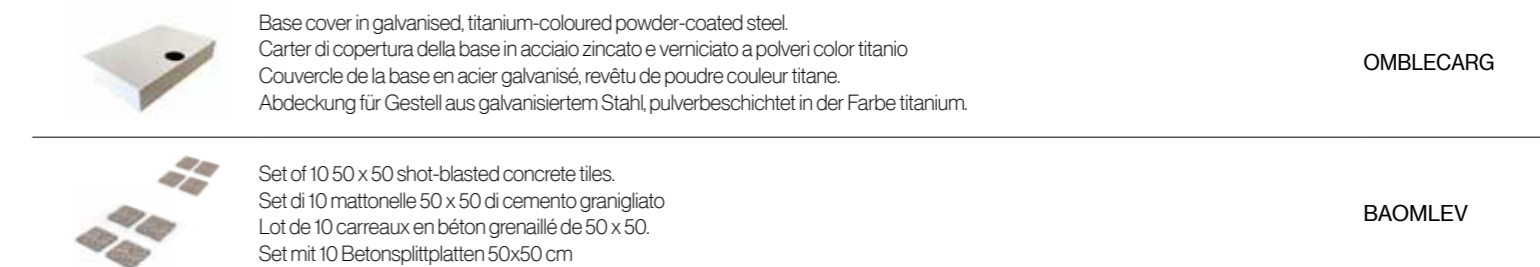 Base cover in galvanised, titanium-coloured powder-coated steel.
Carter di copertura della base in acciaio zincato e verniciato a polveri color titanio
Couvercle de la base en acier galvanisé, revêtu de poudre couleur titane.
Abdeckung für Gestell aus galvanisiertem Stahl, pulverbeschichtet in der Farbe titanium.
OMBLECARG
Set of 10 50 x 50 shot-blasted concrete tiles.
Set di 10 mattonelle 50 x 50 di cemento granigliato
Lot de 10 carreaux en béton grenaillé de 50 x 50.
Set mit 10 Betonsplittplatten 50x50 cm
BAOMLEV